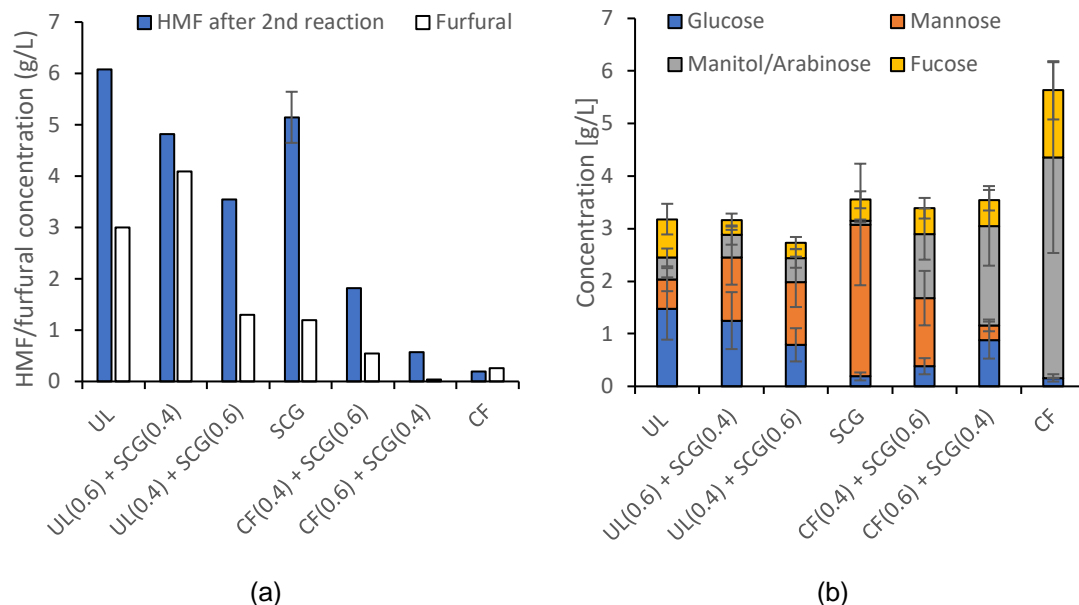 HMF/furfural concentration (g/L)
7
6
5
4
3
2
1
0
HMF after 2nd reaction
Furfural
UL
UL(0.6) + SCG(0.4)
UL(0.4) + SCG(0.6)
SCG
CF(0.4) + SCG(0.6)
CF(0.6) + SCG(0.4)
CF
(a)
Concentration [g/L]
7
6
5
4
3
2
1
0
Glucose
Mannose
Manitol/Arabinose
Fucose
UL
UL(0.6) + SCG(0.4)
UL(0.4) + SCG(0.6)
SCG
CF(0.4) + SCG(0.6)
CF(0.6) + SCG(0.4)
CF
(b)